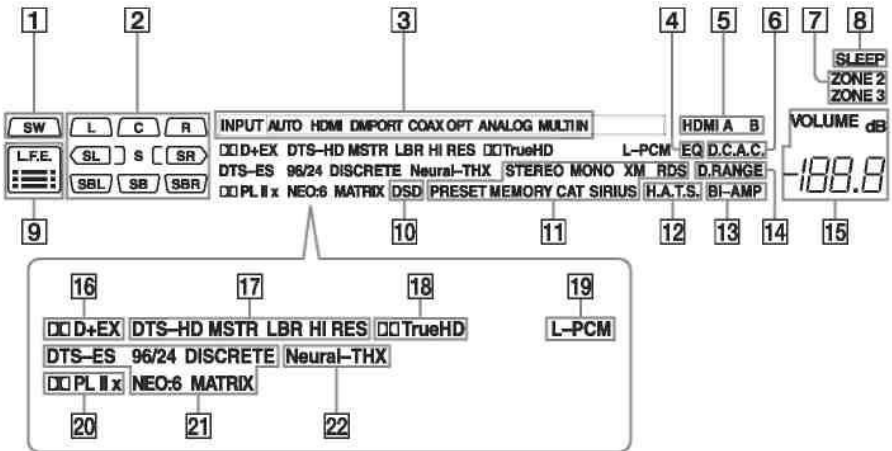 1 2 3 4 5 6 7 8
SLEEP
ZONE 2
ZONE 3
SW L C R INPUT AUTO HDMI DMPORT COAX OPT ANALOG MULTI IN HDMI A B VOLUME dB
L.F.E. SL S SR D+EX DTS–HD MSTR LBR HI RES TrueHD L–PCM EQ D.C.A.C.
SBL SB SBR DTS–ES 96/24 DISCRETE Neural–THX STEREO MONO XM RDS D.RANGE -188.8
PL II x NEO:6 MATRIX DSD PRESET MEMORY CAT SIRIUS H.A.T.S. BI–AMP
9 10 11 12 13 14 15
16 17 18 19
D+EX DTS–HD MSTR LBR HI RES TrueHD L–PCM
DTS–ES 96/24 DISCRETE Neural–THX
PL II x NEO:6 MATRIX
20 21 22